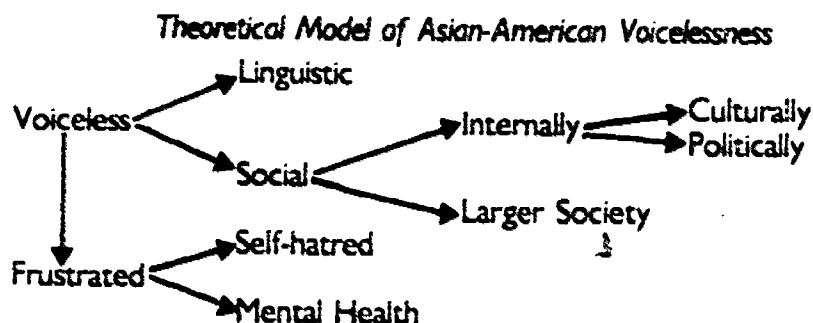 Theoretical Model of Asian-American Voicelessness
Linguistic
Voiceless
Internally
Culturally
Politically
Social
Larger Society
Self-hatred
Frustrated
Mental Health